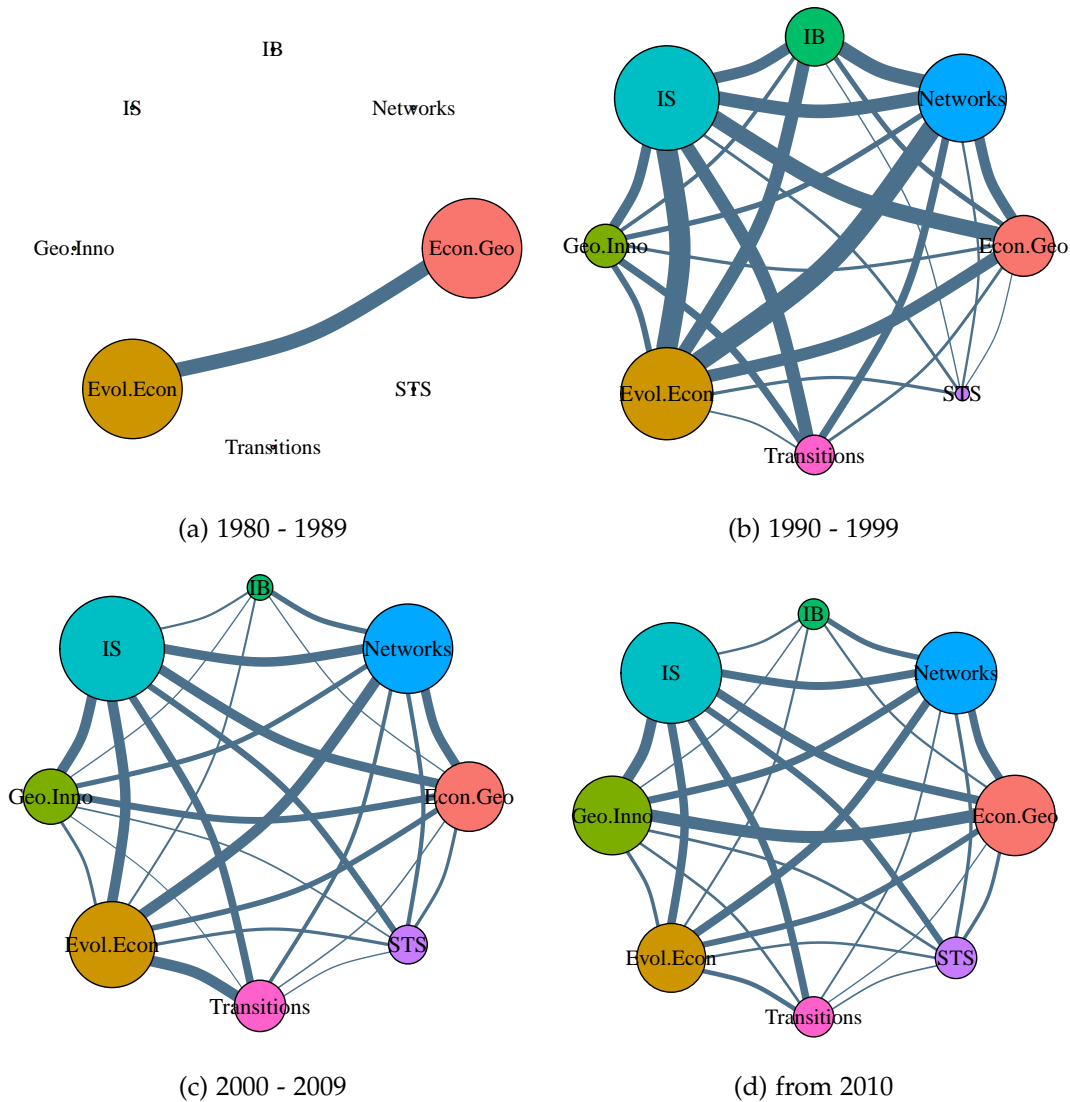 IB
IS
Networks
Geo.Inno
Econ.Geo
Evol.Econ
STS
Transitions
(a) 1980 - 1989
IB
IS
Networks
Geo.Inno
Econ.Geo
Evol.Econ
STS
Transitions
(b) 1990 - 1999
IB
IS
Networks
Geo.Inno
Econ.Geo
Evol.Econ
STS
Transitions
(c) 2000 - 2009
IB
IS
Networks
Geo.Inno
Econ.Geo
Evol.Econ
STS
Transitions
(d) from 2010